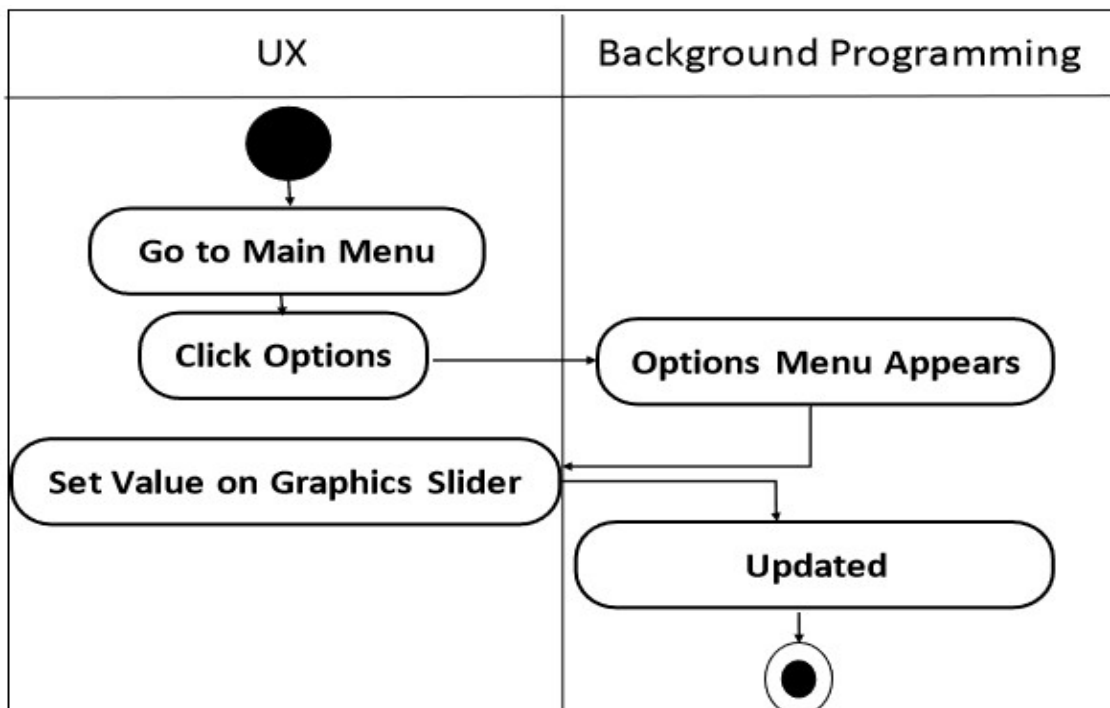 UX
Background Programming
Go to Main Menu
Click Options
Options Menu Appears
Set Value on Graphics Slider
Updated